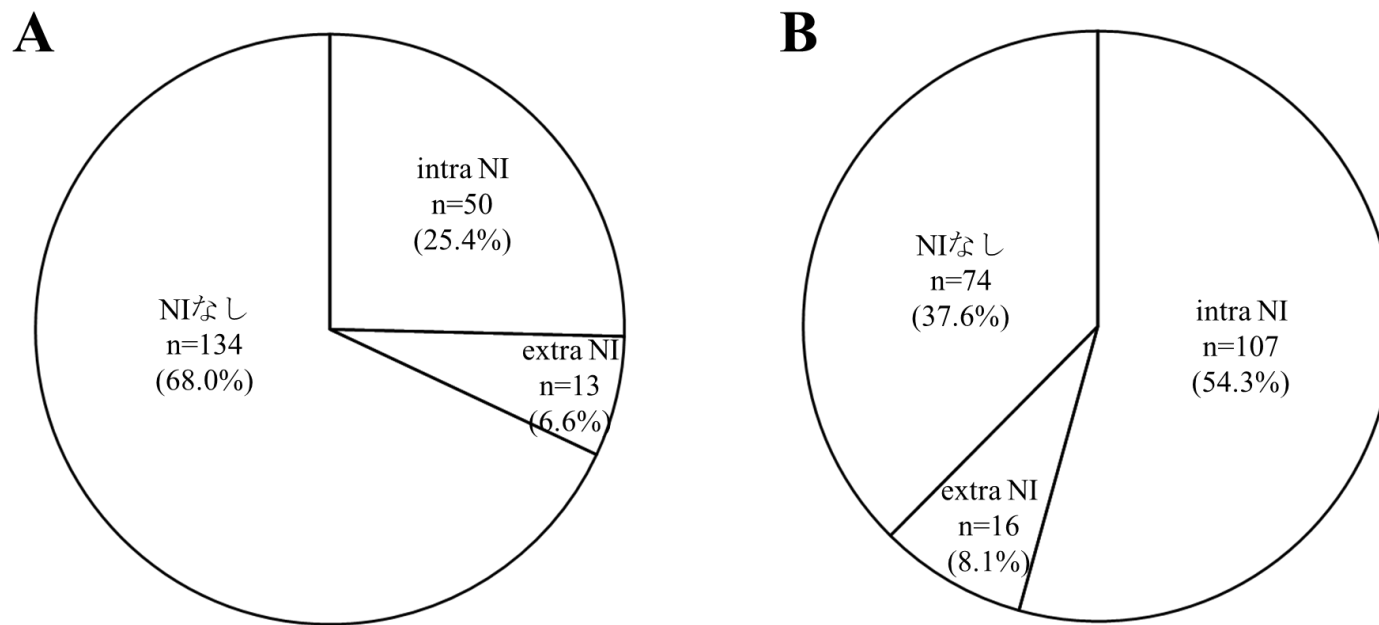 A
intra NI
n=50
(25.4%)
extra NI
n=13
(6.6%)
NIなし
n=134
(68.0%)
B
intra NI
n=107
(54.3%)
extra NI
n=16
(8.1%)
NIなし
n=74
(37.6%)